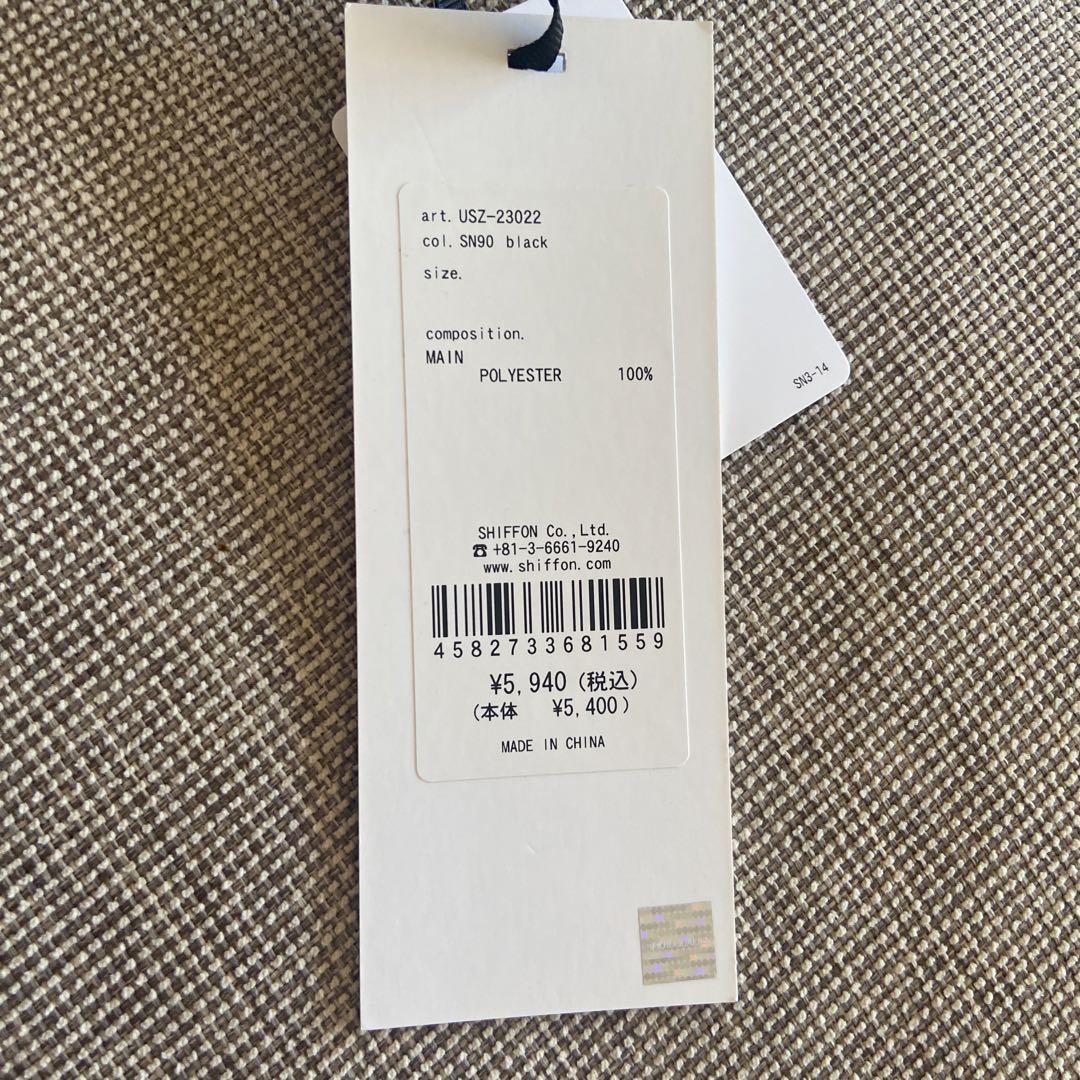 art. USZ-23022
col. SN90 black
size.
composition.
MAIN
POLYESTER 100%
SHIFFON Co.,Ltd.
☎ +81-3-6661-9240
www.shiffon.com
4582733681559
¥5,940 (税込)
(本体 ¥5,400)
MADE IN CHINA
SN3-14